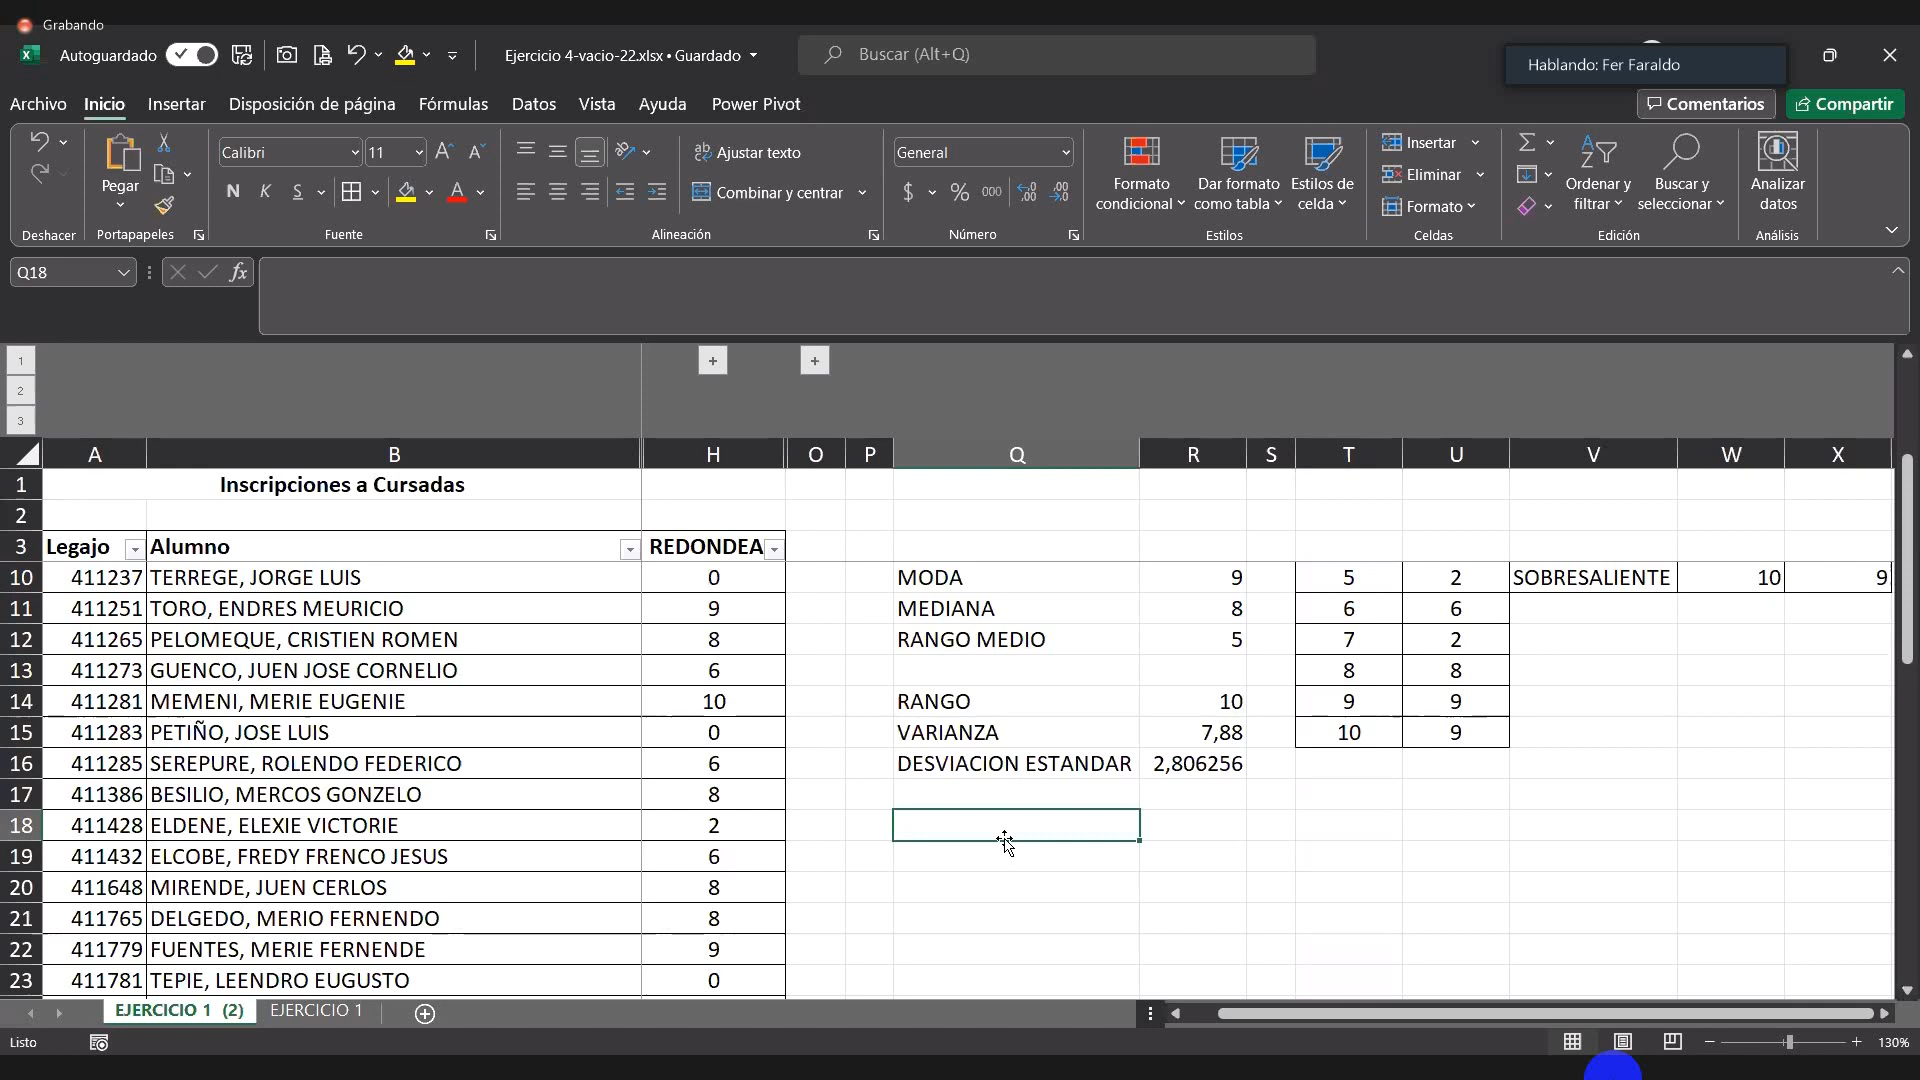 Grabando
Autoguardado
Ejercicio 4-vacio-22.xlsx • Guardado
Buscar (Alt+Q)
Hablando: Fer Faraldo
Archivo Inicio Insertar Disposición de página Fórmulas Datos Vista Ayuda Power Pivot
Comentarios Compartir
Pegar
Calibri 11
N K S
Ajustar texto
Combinar y centrar
General
$ % 000
Formato condicional
Dar formato como tabla
Estilos de celda
Insertar
Eliminar
Formato
Ordenar y filtrar
Buscar y seleccionar
Analizar datos
Deshacer Portapapeles Fuente Alineación Número Estilos Celdas Edición Análisis
Q18
fx
1
2
3
A B H O P Q R S T U V W X
1 Inscripciones a Cursadas
2
3 Legajo Alumno REDONDEA
10 411237 TERREGE, JORGE LUIS 0 MODA 9 5 2 SOBRESALIENTE 10 9
11 411251 TORO, ENDRES MEURICIO 9 MEDIANA 8 6 6
12 411265 PELOMEQUE, CRISTIEN ROMEN 8 RANGO MEDIO 5 7 2
13 411273 GUENCO, JUEN JOSE CORNELIO 6 8 8
14 411281 MEMENI, MERIE EUGENIE 10 RANGO 10 9 9
15 411283 PETIÑO, JOSE LUIS 0 VARIANZA 7,88 10 9
16 411285 SEREPURE, ROLENDO FEDERICO 6 DESVIACION ESTANDAR 2,806256
17 411386 BESILIO, MERCOS GONZELO 8
18 411428 ELDENE, ELEXIE VICTORIE 2
19 411432 ELCOBE, FREDY FRENCO JESUS 6
20 411648 MIRENDE, JUEN CERLOS 8
21 411765 DELGEDO, MERIO FERNENDO 8
22 411779 FUENTES, MERIE FERNENDE 9
23 411781 TEPIE, LEENDRO EUGUSTO 0
EJERCICIO 1 (2) EJERCICIO 1
Listo
130%